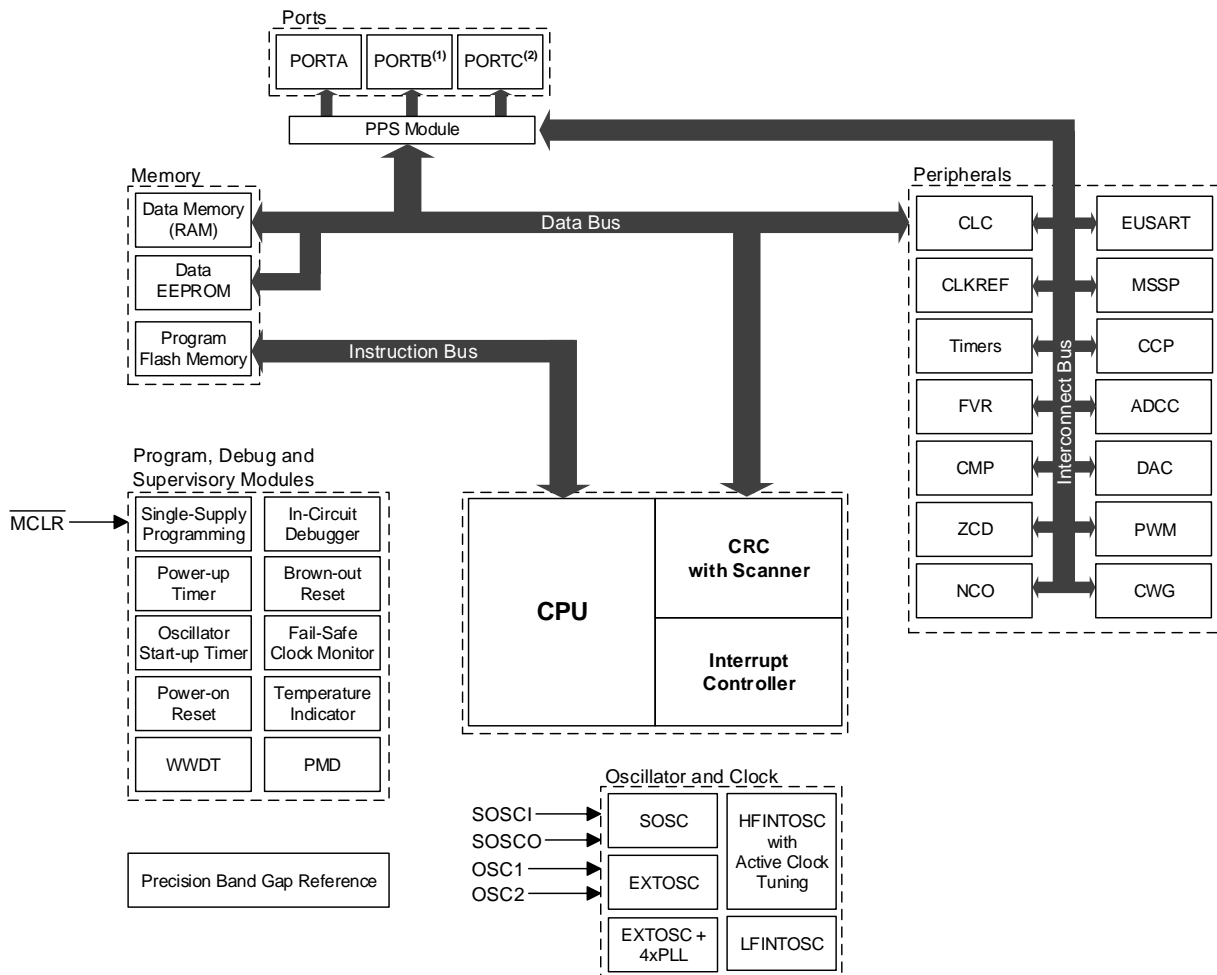 Ports
PORTA
PORTB(1)
PORTC(2)
PPS Module
Memory
Data Memory
(RAM)
Data
EEPROM
Program
Flash Memory
Data Bus
Instruction Bus
Peripherals
CLC
EUSART
CLKREF
MSSP
Timers
CCP
FVR
ADCC
CMP
DAC
ZCD
PWM
NCO
CWG
Interconnect Bus
Program, Debug and
Supervisory Modules
MCLR
Single-Supply
Programming
In-Circuit
Debugger
Power-up
Timer
Brown-out
Reset
Oscillator
Start-up Timer
Fail-Safe
Clock Monitor
Power-on
Reset
Temperature
Indicator
WWDT
PMD
CPU
CRC
with Scanner
Interrupt
Controller
Precision Band Gap Reference
Oscillator and Clock
SOSCI
SOSCO
OSC1
OSC2
SOSC
HFINTOSC
with
Active Clock
Tuning
EXTOSC
EXTOSC +
4xPLL
LFINTOSC